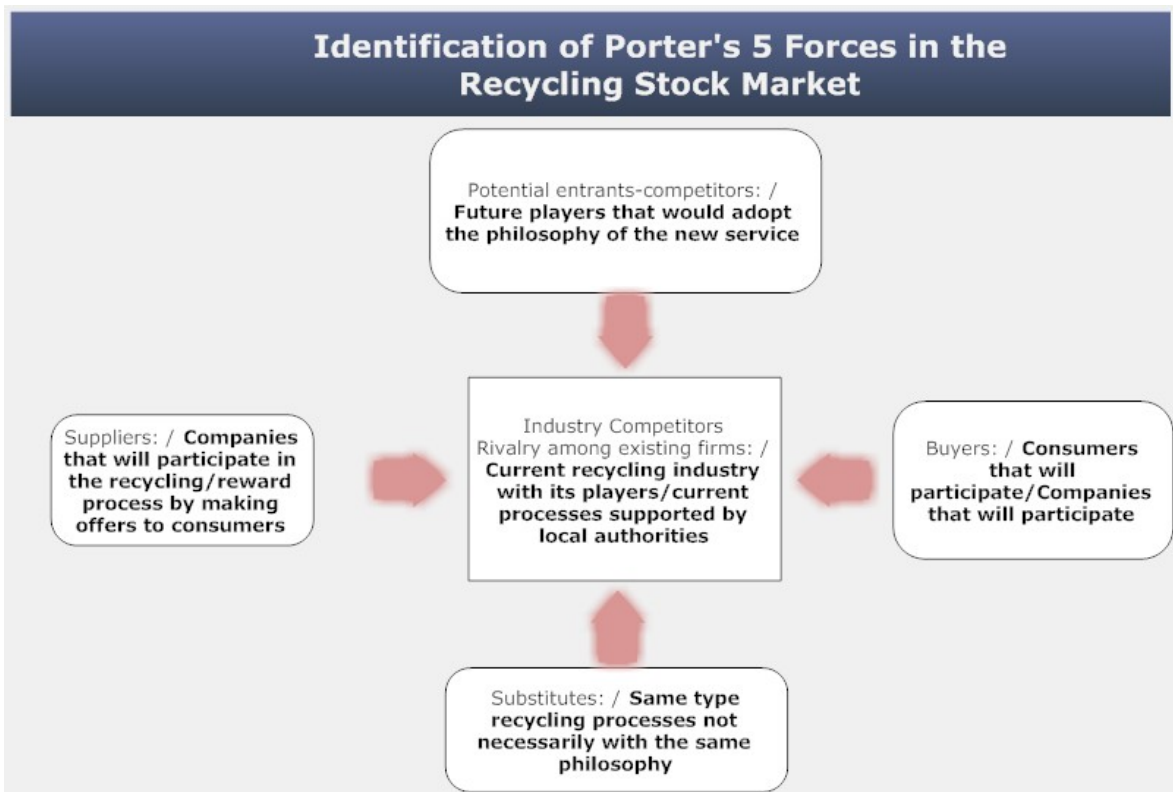 Identification of Porter's 5 Forces in the
Recycling Stock Market
Potential entrants-competitors: /
Future players that would adopt
the philosophy of the new service
Suppliers: / Companies
that will participate in
the recycling/reward
process by making
offers to consumers
Industry Competitors
Rivalry among existing firms: /
Current recycling industry
with its players/current
processes supported by
local authorities
Buyers: / Consumers
that will
participate/Companies
that will participate
Substitutes: / Same type
recycling processes not
necessarily with the same
philosophy